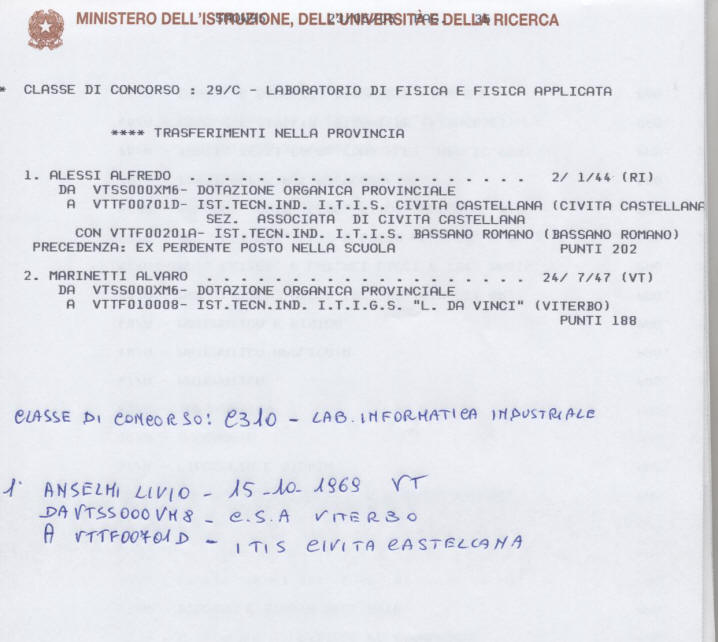 MINISTERO DELL'ISTRUZIONE, DELL'UNIVERSITÀ E DELLA RICERCA
* CLASSE DI CONCORSO : 29/C - LABORATORIO DI FISICA E FISICA APPLICATA
**** TRASFERIMENTI NELLA PROVINCIA
1. ALESSI ALFREDO . . . . . . . . . . . . . . . . . . . . 2/ 1/44 (RI)
DA VTSS000XM6- DOTAZIONE ORGANICA PROVINCIALE
A VTTF00701D- IST.TECN.IND. I.T.I.S. CIVITA CASTELLANA (CIVITA CASTELLANA
SEZ. ASSOCIATA DI CIVITA CASTELLANA
CON VTTF00201A- IST.TECN.IND. I.T.I.S. BASSANO ROMANO (BASSANO ROMANO)
PRECEDENZA: EX PERDENTE POSTO NELLA SCUOLA PUNTI 202
2. MARINETTI ALVARO . . . . . . . . . . . . . . . . . . . 24/ 7/47 (VT)
DA VTSS000XM6- DOTAZIONE ORGANICA PROVINCIALE
A VTTF010008- IST.TECN.IND. I.T.I.G.S. "L. DA VINCI" (VITERBO)
PUNTI 188
CLASSE DI CONCORSO: C310 - LAB. INFORMATICA INDUSTRIALE
1° ANSELMI LIVIO - 15-10-1969 VT
DA VTSS000VM8 - C.S.A VITERBO
A VTTF00701D - ITIS CIVITA CASTELLANA